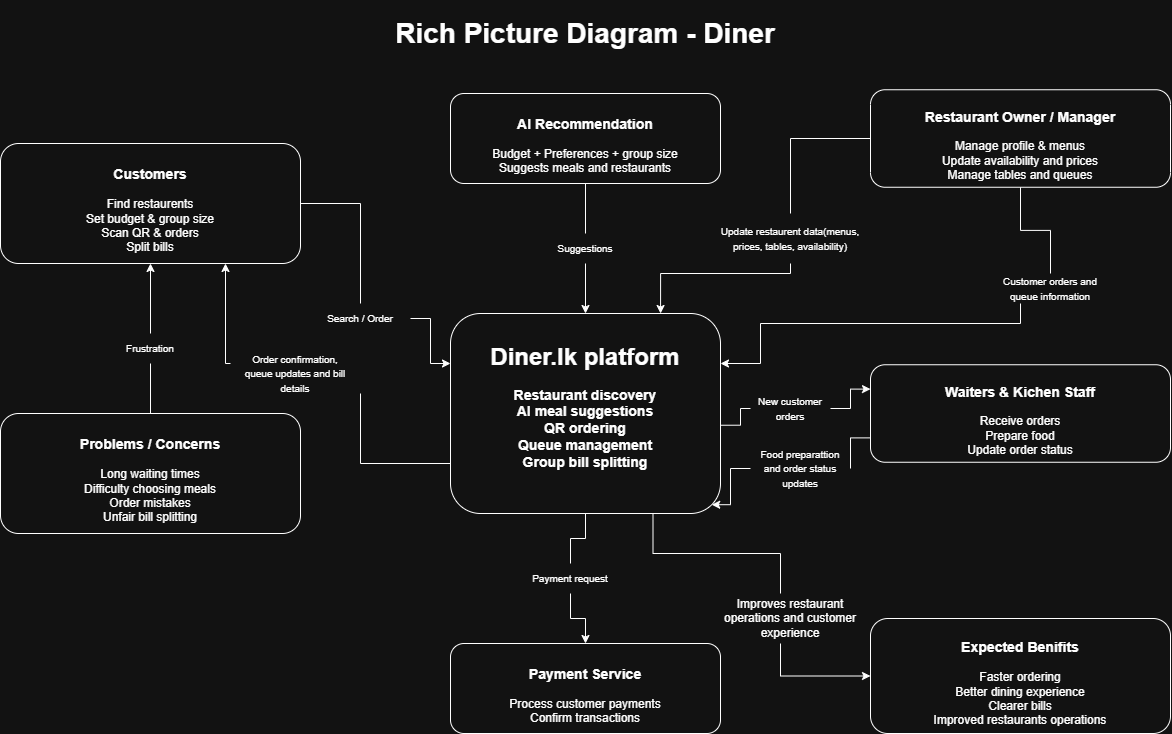 Rich Picture Diagram - Diner
AI Recommendation
Budget + Preferences + group size
Suggests meals and restaurants
Restaurant Owner / Manager
Manage profile & menus
Update availability and prices
Manage tables and queues
Customers
Find restaurents
Set budget & group size
Scan QR & orders
Split bills
Suggestions
Update restaurent data(menus,
prices, tables, availability)
Customer orders and
queue information
Search / Order
Frustration
Order confirmation,
queue updates and bill
details
Diner.lk platform
Restaurant discovery
AI meal suggestions
QR ordering
Queue management
Group bill splitting
New customer
orders
Waiters & Kichen Staff
Receive orders
Prepare food
Update order status
Food preparattion
and order status
updates
Problems / Concerns
Long waiting times
Difficulty choosing meals
Order mistakes
Unfair bill splitting
Payment request
Improves restaurant
operations and customer
experience
Payment Service
Process customer payments
Confirm transactions
Expected Benifits
Faster ordering
Better dining experience
Clearer bills
Improved restaurants operations